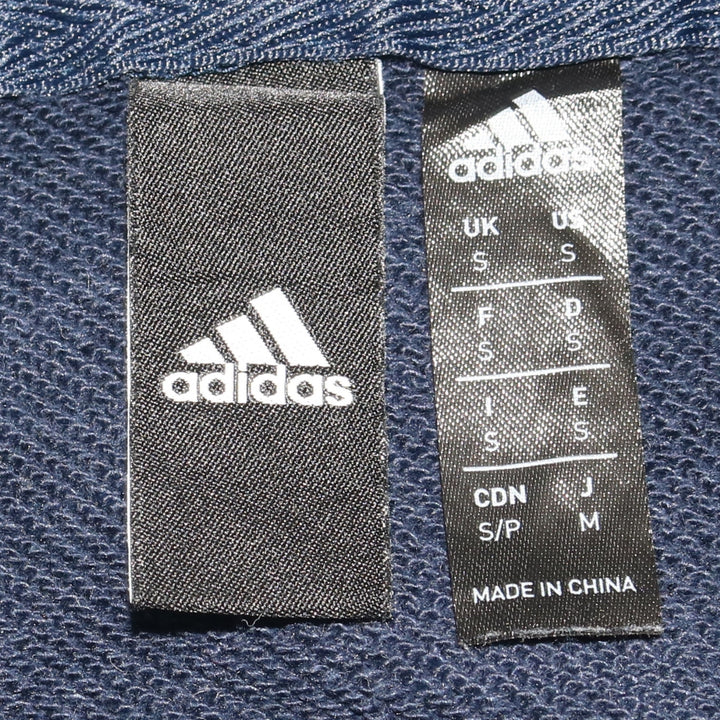 adidas
adidas
UK US
S S
F D
S S
I E
S S
CDN J
S/P M
MADE IN CHINA